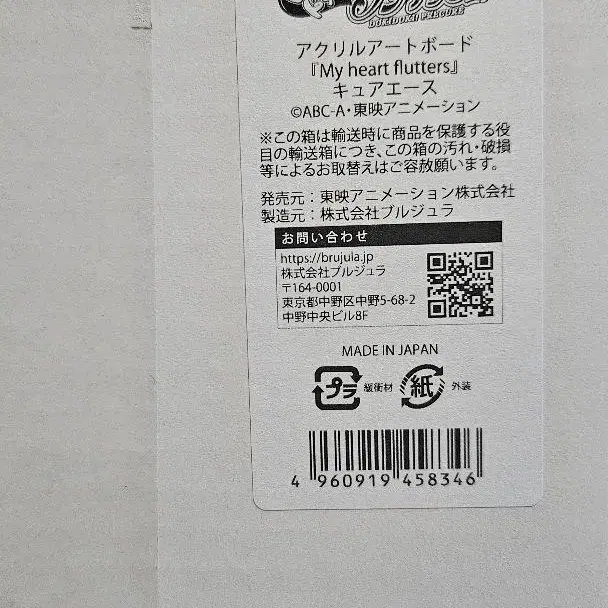 DOKIDOKI! PRECURE
アクリルアートボード
『My heart flutters』
キュアエース
©ABC-A・東映アニメーション
※この箱は輸送時に商品を保護する役
目の輸送箱につき、この箱の汚れ・破損
等によるお取替えはご容赦願います。
発売元：東映アニメーション株式会社
製造元：株式会社ブルジュラ
お問い合わせ
https://brujula.jp
株式会社ブルジュラ
〒164-0001
東京都中野区中野5-68-2
中野中央ビル8F
MADE IN JAPAN
プラ 緩衝材 紙 外装
4 960919 458346